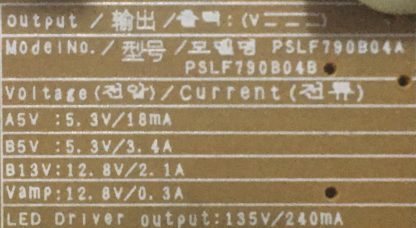 output / 输出 / 출력 : (V ⎓)
Model No. / 型号 / 모델명 PSLF790B04A
PSLF790B04B
Voltage (전압) / Current (전류)
A5V : 5.3V/18mA
B5V : 5.3V/3.4A
B13V: 12.8V/2.1A
Vamp: 12.8V/0.3A
LED Driver output: 135V/240mA